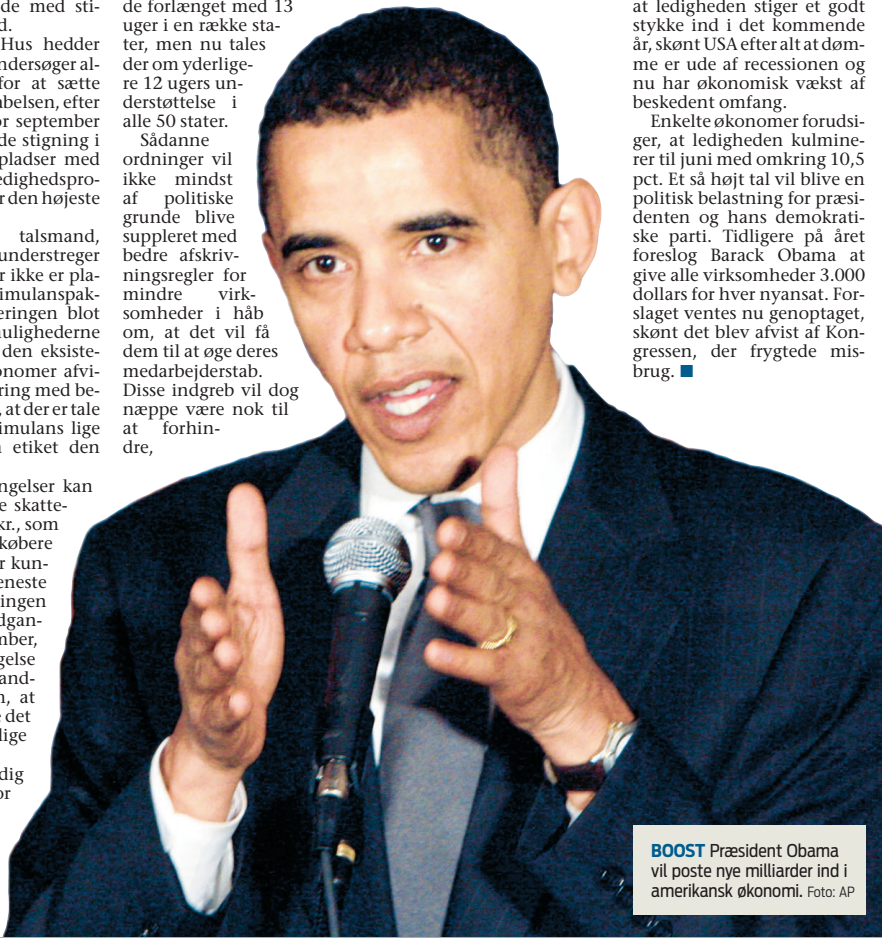 de med sti-
d.
Hus hedder
ndersøger al-
for at sætte
belsen, efter
or september
de stigning i
pladser med
edighedspro-
r den højeste
talsmand,
understreger
r ikke er pla-
imulanspak-
eringen blot
ulighederne
den eksiste-
onomer afvi-
ring med be-
, at der er tale
imulans lige
etiket den
ngelser kan
e skatte-
kr., som
købere
r kun-
eneste
ingen
dgan-
mber,
gelse
and-
n, at
e det
lige
dig
or
de forlænget med 13
uger i en række sta-
ter, men nu tales
der om yderlige-
re 12 ugers un-
derstøttelse i
alle 50 stater.
Sådanne
ordninger vil
ikke mindst
af politiske
grunde blive
suppleret med
bedre afskriv-
ningsregler for
mindre virk-
somheder i håb
om, at det vil få
dem til at øge deres
medarbejderstab.
Disse indgreb vil dog
næppe være nok til
at forhin-
dre,
at ledigheden stiger et godt
stykke ind i det kommende
år, skønt USA efter alt at døm-
me er ude af recessionen og
nu har økonomisk vækst af
beskedent omfang.
Enkelte økonomer forudsi-
ger, at ledigheden kulmine-
rer til juni med omkring 10,5
pct. Et så højt tal vil blive en
politisk belastning for præsi-
denten og hans demokrati-
ske parti. Tidligere på året
foreslog Barack Obama at
give alle virksomheder 3.000
dollars for hver nyansat. For-
slaget ventes nu genoptaget,
skønt det blev afvist af Kon-
gressen, der frygtede mis-
brug. ■
BOOST Præsident Obama
vil poste nye milliarder ind i
amerikansk økonomi. Foto: AP